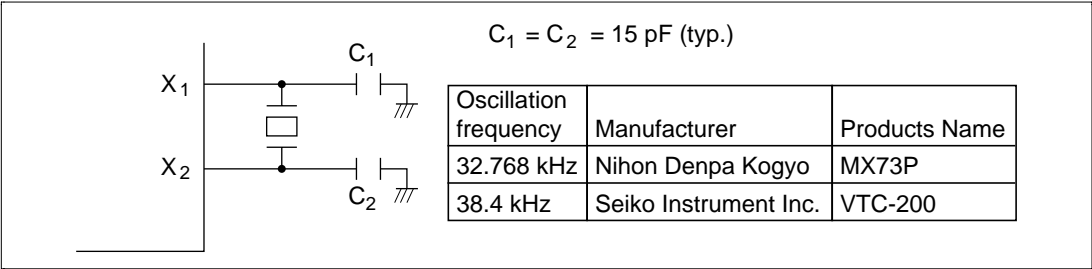 C1 = C2 = 15 pF (typ.)
C1
X1
X2
C2
Oscillation
frequency Manufacturer Products Name
32.768 kHz Nihon Denpa Kogyo MX73P
38.4 kHz Seiko Instrument Inc. VTC-200